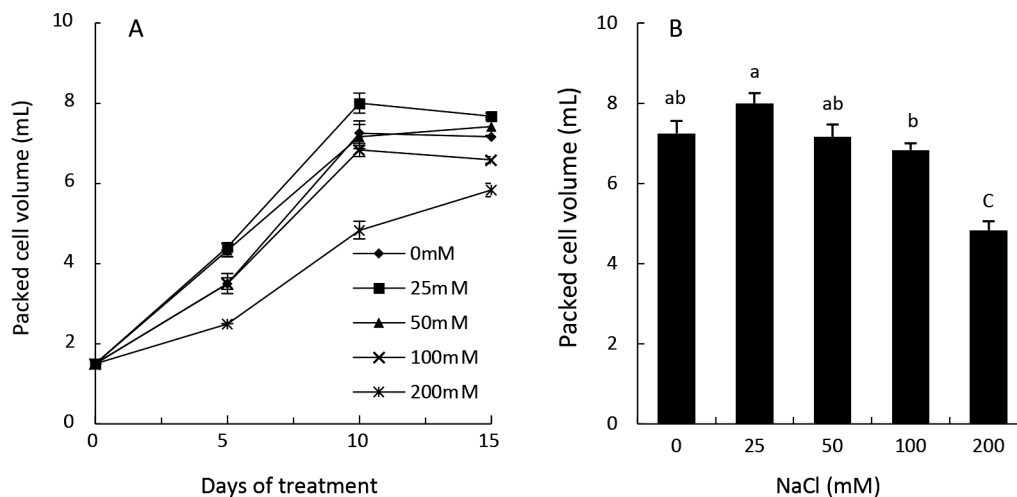 A
Packed cell volume (mL)
10
8
6
4
2
0
0
5
10
15
Days of treatment
0mM
25mM
50mM
100mM
200mM
B
Packed cell volume (mL)
10
8
6
4
2
0
ab
a
ab
b
C
0
25
50
100
200
NaCl (mM)